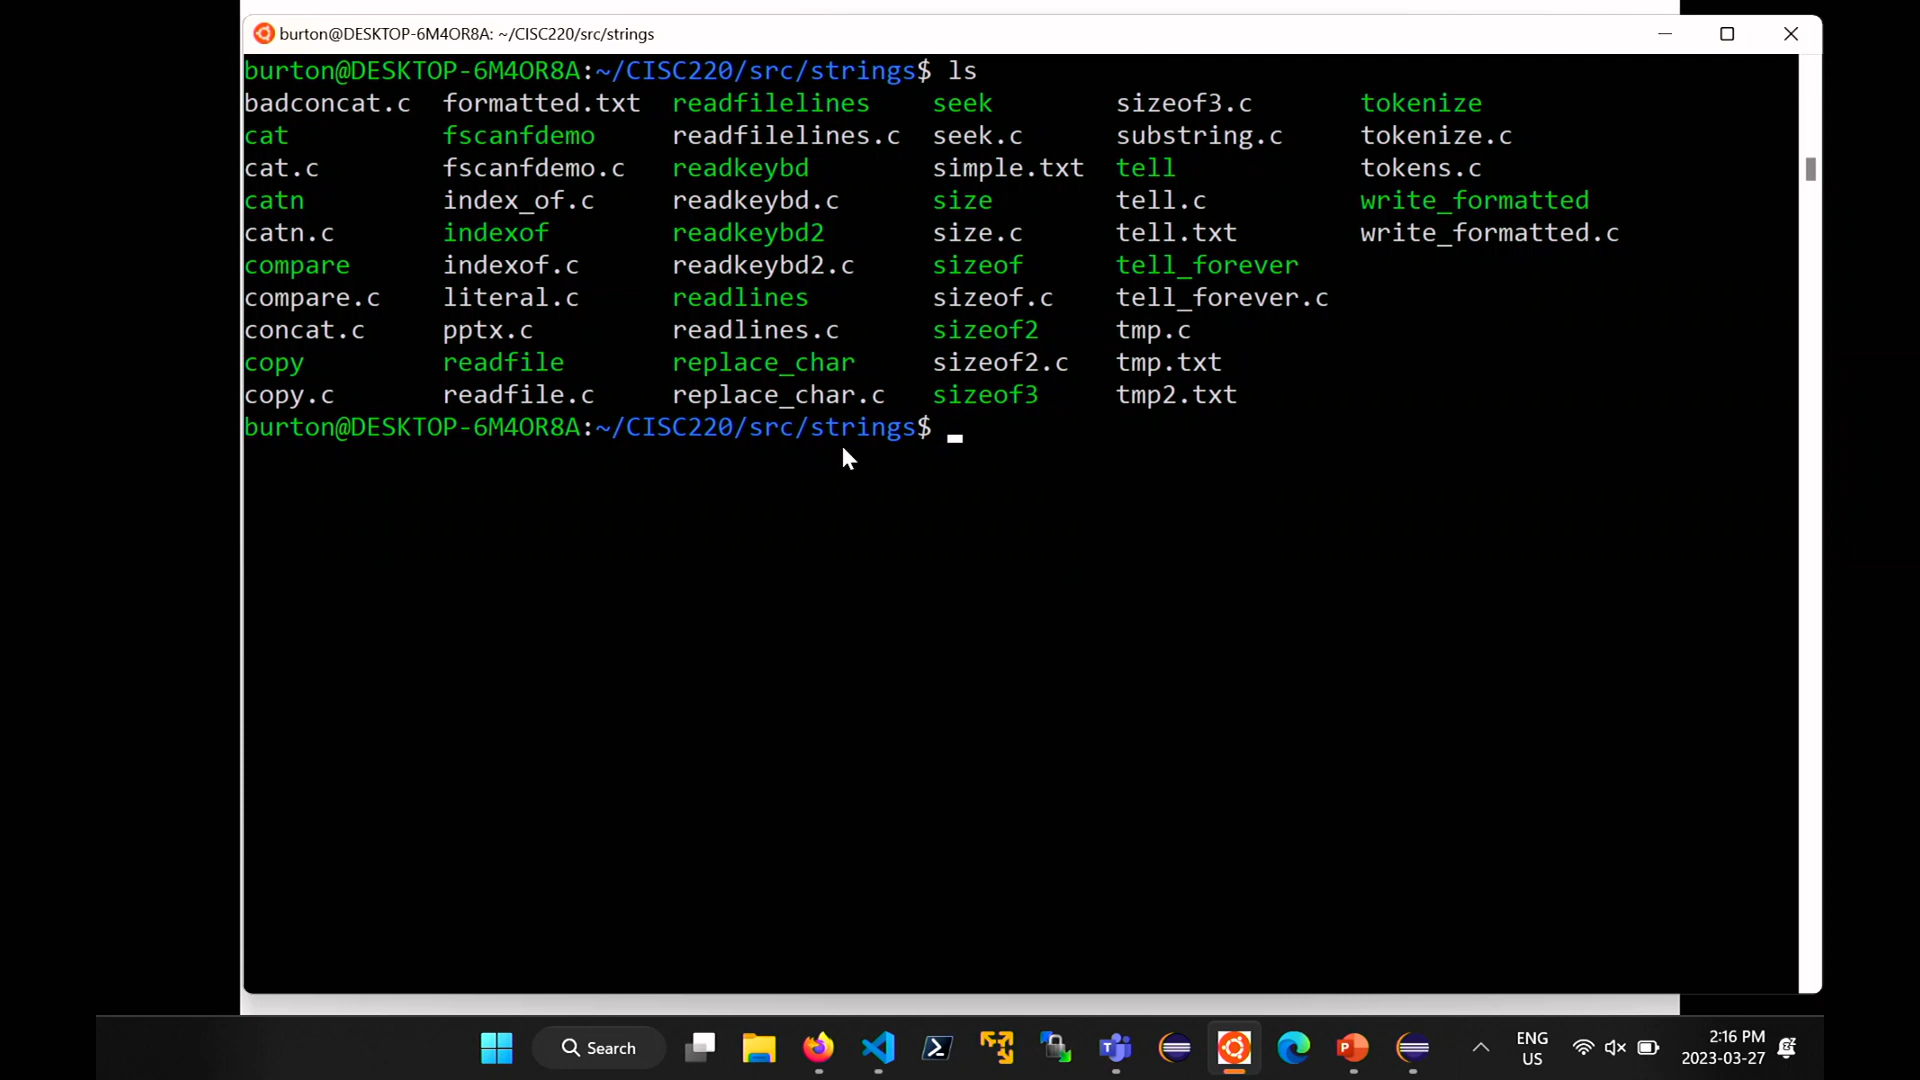 burton@DESKTOP-6M4OR8A: ~/CISC220/src/strings
burton@DESKTOP-6M4OR8A:~/CISC220/src/strings$ ls
badconcat.c formatted.txt readfilelines seek sizeof3.c tokenize
cat fscanfdemo readfilelines.c seek.c substring.c tokenize.c
cat.c fscanfdemo.c readkeybd simple.txt tell tokens.c
catn index_of.c readkeybd.c size tell.c write_formatted
catn.c indexof readkeybd2 size.c tell.txt write_formatted.c
compare indexof.c readkeybd2.c sizeof tell_forever
compare.c literal.c readlines sizeof.c tell_forever.c
concat.c pptx.c readlines.c sizeof2 tmp.c
copy readfile replace_char sizeof2.c tmp.txt
copy.c readfile.c replace_char.c sizeof3 tmp2.txt
burton@DESKTOP-6M4OR8A:~/CISC220/src/strings$
Search
ENG
US
2:16 PM
2023-03-27